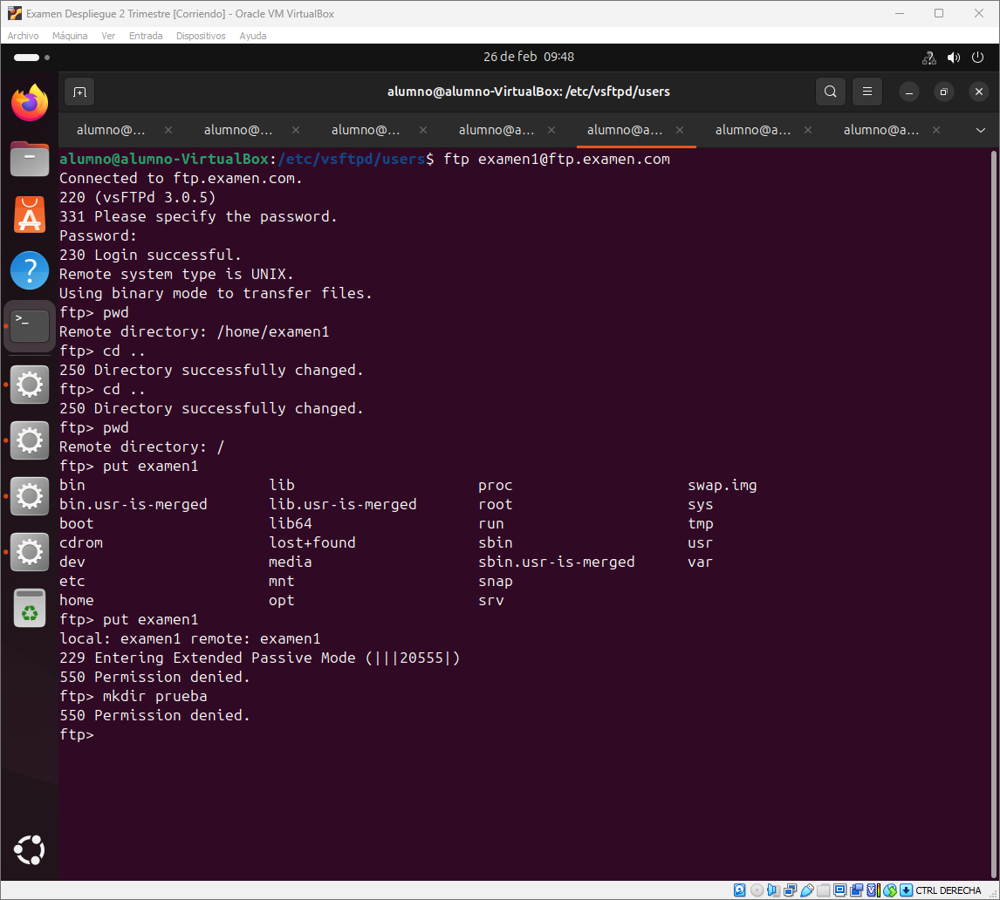 Examen Despliegue 2 Trimestre [Corriendo] - Oracle VM VirtualBox
Archivo Máquina Ver Entrada Dispositivos Ayuda
26 de feb 09:48
alumno@alumno-VirtualBox: /etc/vsftpd/users
alumno@... alumno@... alumno@... alumno@a... alumno@a... alumno@a... alumno@a...
alumno@alumno-VirtualBox:/etc/vsftpd/users$ ftp examen1@ftp.examen.com
Connected to ftp.examen.com.
220 (vsFTPd 3.0.5)
331 Please specify the password.
Password:
230 Login successful.
Remote system type is UNIX.
Using binary mode to transfer files.
ftp> pwd
Remote directory: /home/examen1
ftp> cd ..
250 Directory successfully changed.
ftp> cd ..
250 Directory successfully changed.
ftp> pwd
Remote directory: /
ftp> put examen1
bin lib proc swap.img
bin.usr-is-merged lib.usr-is-merged root sys
boot lib64 run tmp
cdrom lost+found sbin usr
dev media sbin.usr-is-merged var
etc mnt snap
home opt srv
ftp> put examen1
local: examen1 remote: examen1
229 Entering Extended Passive Mode (|||20555|)
550 Permission denied.
ftp> mkdir prueba
550 Permission denied.
ftp>
CTRL DERECHA